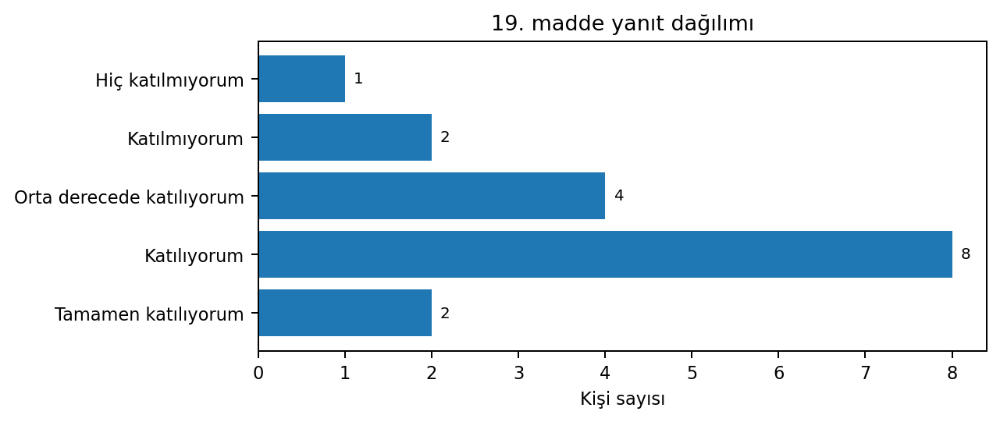 19. madde yanıt dağılımı
Hiç katılmıyorum 1
Katılmıyorum 2
Orta derecede katılıyorum 4
Katılıyorum 8
Tamamen katılıyorum 2
0 1 2 3 4 5 6 7 8
Kişi sayısı